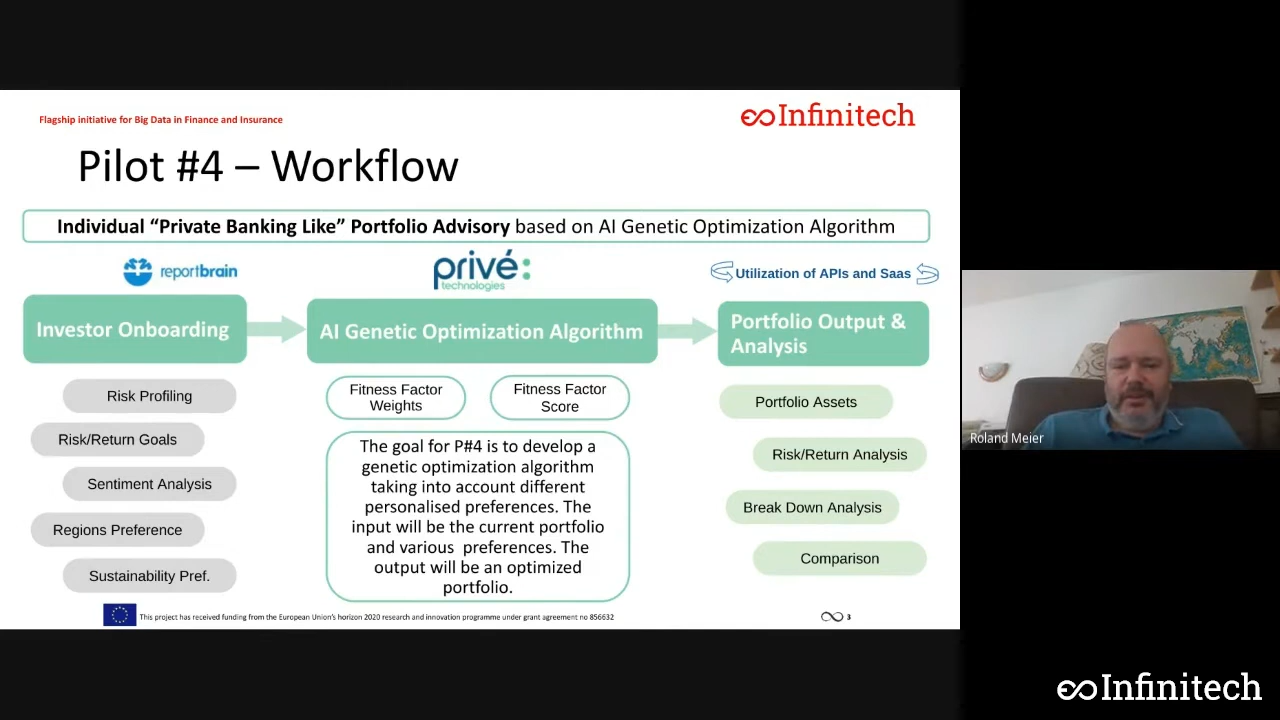 Flagship initiative for Big Data in Finance and Insurance
Infinitech
Pilot #4 – Workflow
Individual “Private Banking Like” Portfolio Advisory based on AI Genetic Optimization Algorithm
reportbrain
privé:
technologies
Utilization of APIs and Saas
Investor Onboarding
AI Genetic Optimization Algorithm
Portfolio Output &
Analysis
Risk Profiling
Risk/Return Goals
Sentiment Analysis
Regions Preference
Sustainability Pref.
Fitness Factor
Weights
Fitness Factor
Score
The goal for P#4 is to develop a
genetic optimization algorithm
taking into account different
personalised preferences. The
input will be the current portfolio
and various preferences. The
output will be an optimized
portfolio.
Portfolio Assets
Risk/Return Analysis
Break Down Analysis
Comparison
This project has received funding from the European Union’s horizon 2020 research and innovation programme under grant agreement no 856632
3
Roland Meier
Infinitech